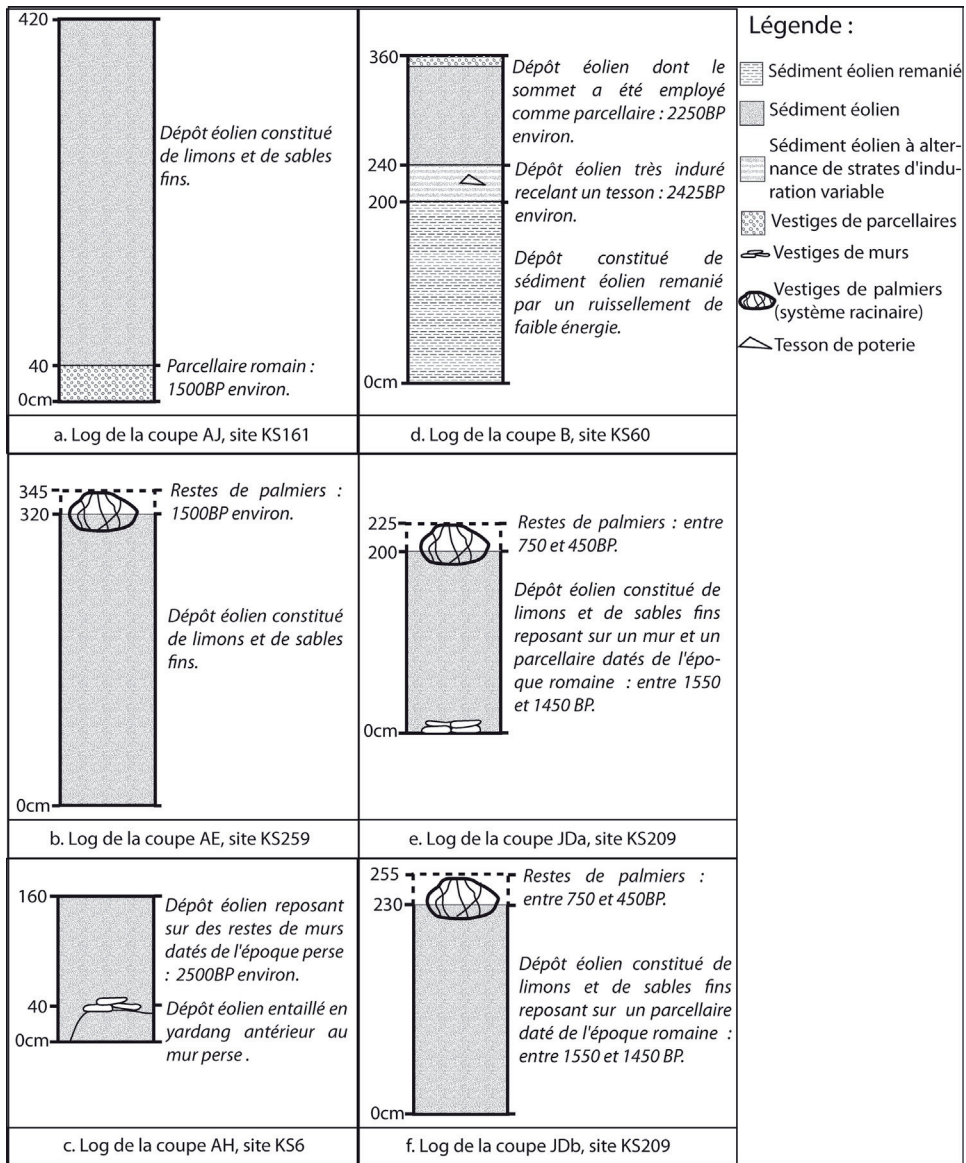 420
Dépôt éolien constitué
de limons et de sables
fins.
40
Parcellaire romain :
1500BP environ.
0cm
a. Log de la coupe AJ, site KS161
360
Dépôt éolien dont le
sommet a été employé
comme parcellaire : 2250BP
environ.
240
Dépôt éolien très induré
recelant un tesson : 2425BP
environ.
200
Dépôt constitué de
sédiment éolien remanié
par un ruissellement de
faible énergie.
0cm
d. Log de la coupe B, site KS60
345
Restes de palmiers :
1500BP environ.
320
Dépôt éolien constitué
de limons et de sables
fins.
0cm
b. Log de la coupe AE, site KS259
225
Restes de palmiers : entre
750 et 450BP.
200
Dépôt éolien constitué de
limons et de sables fins
reposant sur un mur et un
parcellaire datés de l'épo-
que romaine : entre 1550
et 1450 BP.
0cm
e. Log de la coupe JDa, site KS209
160
Dépôt éolien reposant
sur des restes de murs
datés de l'époque perse
: 2500BP environ.
40
Dépôt éolien entaillé en
yardang antérieur au
mur perse .
0cm
c. Log de la coupe AH, site KS6
255
Restes de palmiers :
entre 750 et 450BP.
230
Dépôt éolien constitué de
limons et de sables fins
reposant sur un parcellaire
daté de l'époque romaine :
entre 1550 et 1450 BP.
0cm
f. Log de la coupe JDb, site KS209
Légende :
Sédiment éolien remanié
Sédiment éolien
Sédiment éolien à alter-
nance de strates d'indu-
ration variable
Vestiges de parcellaires
Vestiges de murs
Vestiges de palmiers
(système racinaire)
Tesson de poterie